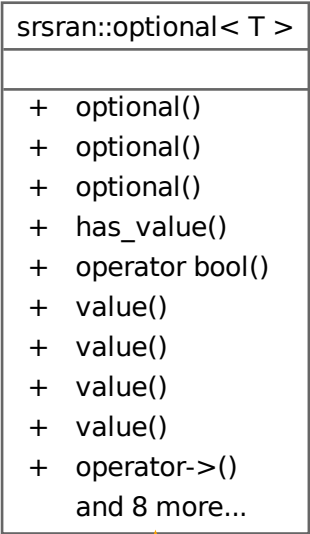 srsran::optional< T >
+ optional()
+ optional()
+ optional()
+ has_value()
+ operator bool()
+ value()
+ value()
+ value()
+ value()
+ operator->()
and 8 more...